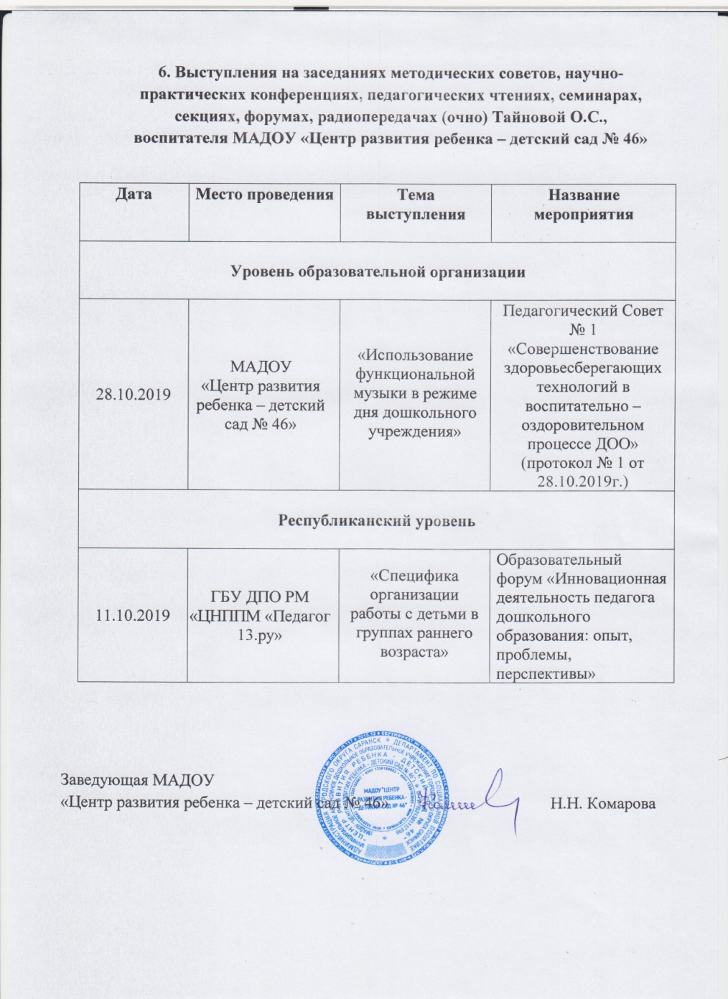 6. Выступления на заседаниях методических советов, научно-
практических конференциях, педагогических чтениях, семинарах,
секциях, форумах, радиопередачах (очно) Тайновой О.С.,
воспитателя МАДОУ «Центр развития ребенка – детский сад № 46»
Дата
Место проведения
Тема
выступления
Название
мероприятия
Уровень образовательной организации
28.10.2019
МАДОУ
«Центр развития
ребенка – детский
сад № 46»
«Использование
функциональной
музыки в режиме
дня дошкольного
учреждения»
Педагогический Совет
№ 1
«Совершенствование
здоровьесберегающих
технологий в
воспитательно –
оздоровительном
процессе ДОО»
(протокол № 1 от
28.10.2019г.)
Республиканский уровень
11.10.2019
ГБУ ДПО РМ
«ЦНППМ «Педагог
13.ру»
«Специфика
организации
работы с детьми в
группах раннего
возраста»
Образовательный
форум «Инновационная
деятельность педагога
дошкольного
образования: опыт,
проблемы,
перспективы»
Заведующая МАДОУ
«Центр развития ребенка – детский сад № 46»
Н.Н. Комарова
МАДОУ "ЦЕНТР
РАЗВИТИЯ РЕБЕНКА -
ДЕТСКИЙ САД № 46"